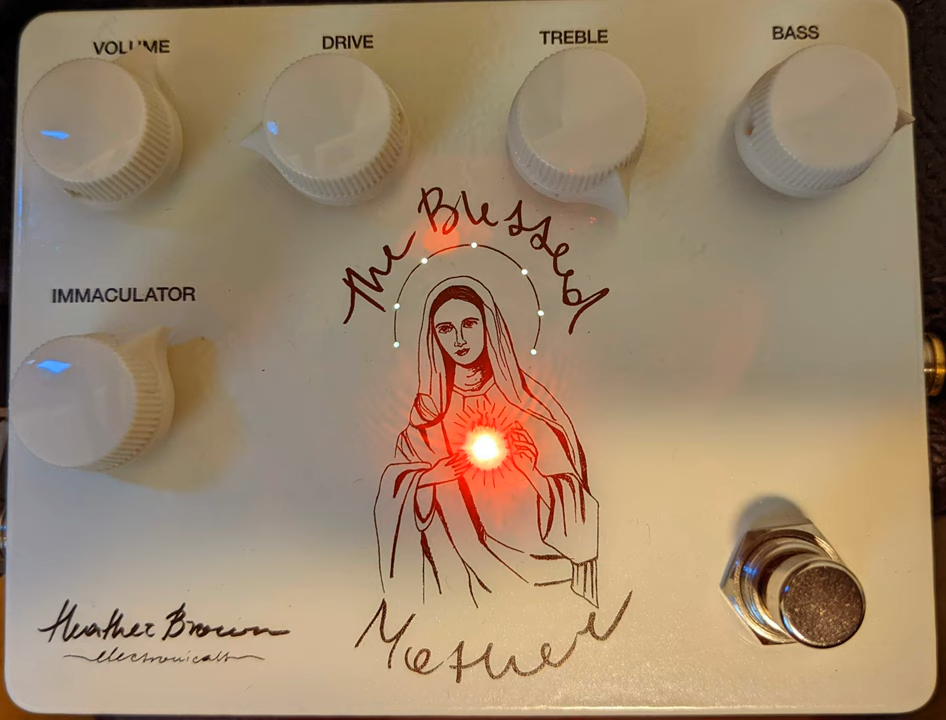 VOLUME DRIVE TREBLE BASS
The Blessed
IMMACULATOR
Mother
Heather Brown
electronicals